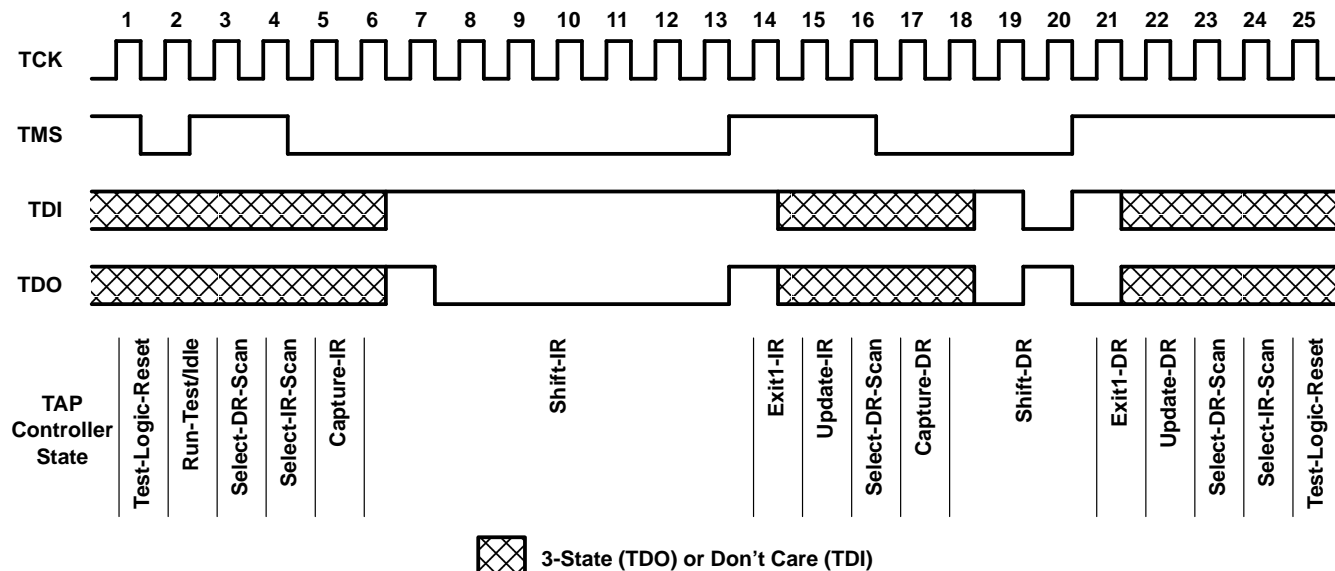 1 2 3 4 5 6 7 8 9 10 11 12 13 14 15 16 17 18 19 20 21 22 23 24 25
TCK
TMS
TDI
TDO
TAP
Controller
State
Test-Logic-Reset
Run-Test/Idle
Select-DR-Scan
Select-IR-Scan
Capture-IR
Shift-IR
Exit1-IR
Update-IR
Select-DR-Scan
Capture-DR
Shift-DR
Exit1-DR
Update-DR
Select-DR-Scan
Select-IR-Scan
Test-Logic-Reset
3-State (TDO) or Don't Care (TDI)